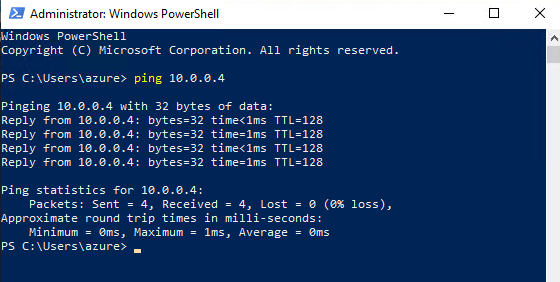 Administrator: Windows PowerShell
Windows PowerShell
Copyright (C) Microsoft Corporation. All rights reserved.
PS C:\Users\azure> ping 10.0.0.4
Pinging 10.0.0.4 with 32 bytes of data:
Reply from 10.0.0.4: bytes=32 time<1ms TTL=128
Reply from 10.0.0.4: bytes=32 time<1ms TTL=128
Reply from 10.0.0.4: bytes=32 time<1ms TTL=128
Reply from 10.0.0.4: bytes=32 time=1ms TTL=128
Ping statistics for 10.0.0.4:
    Packets: Sent = 4, Received = 4, Lost = 0 (0% loss),
Approximate round trip times in milli-seconds:
    Minimum = 0ms, Maximum = 1ms, Average = 0ms
PS C:\Users\azure>